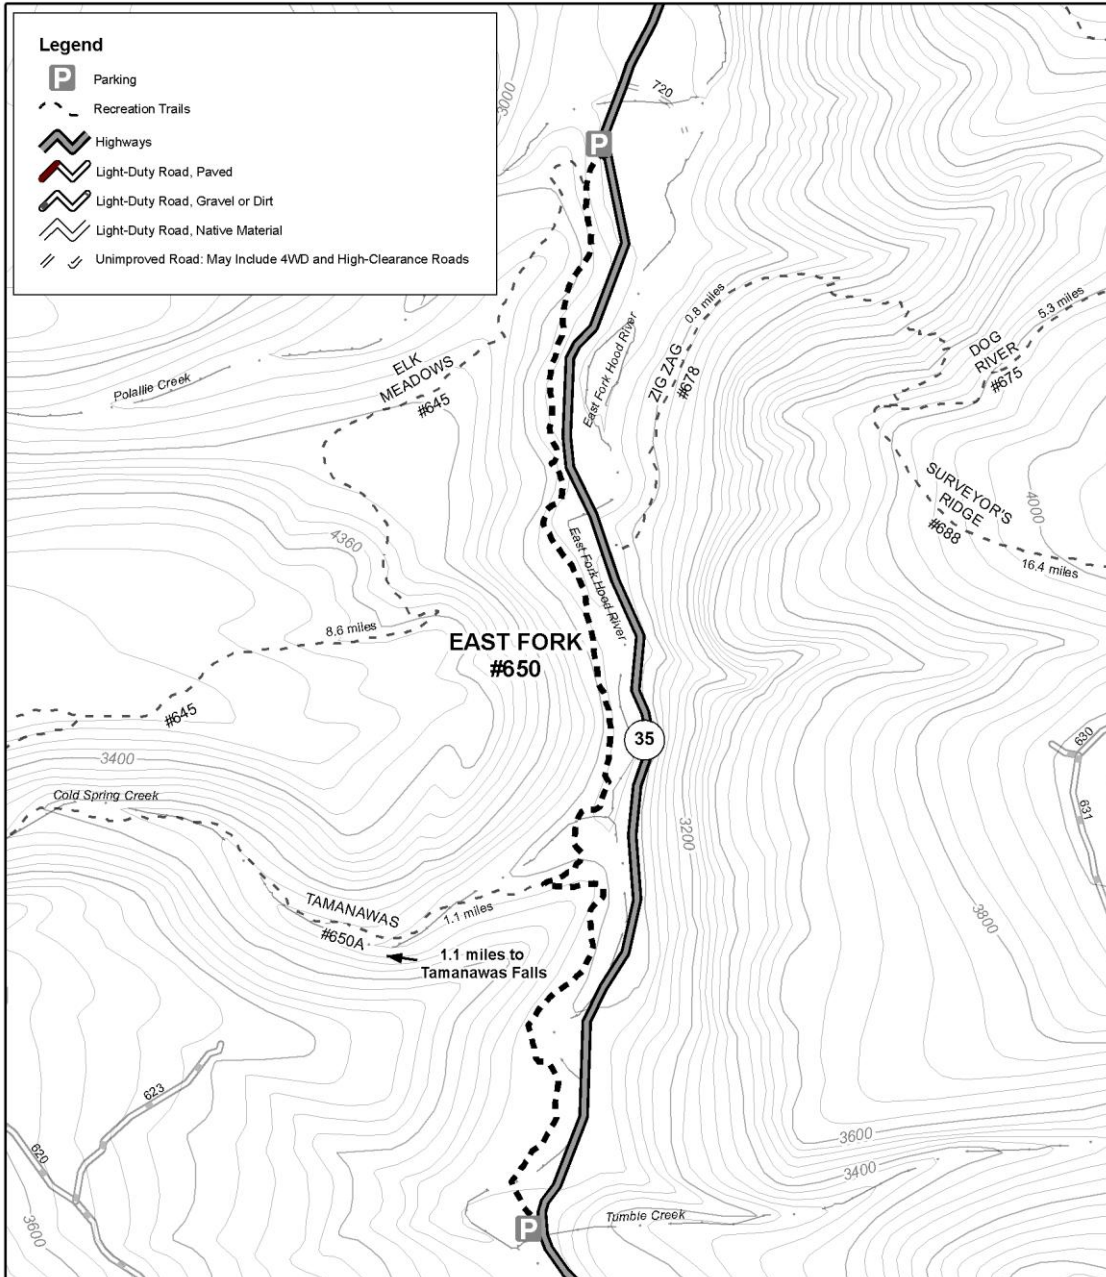 Legend
P
Parking
Recreation Trails
Highways
Light-Duty Road, Paved
Light-Duty Road, Gravel or Dirt
Light-Duty Road, Native Material
Unimproved Road: May Include 4WD and High-Clearance Roads
3000
720
P
0.8 miles
5.3 miles
East Fork Hood River
ZIG ZAG
#678
DOG
RIVER
#675
ELK
MEADOWS
#645
Polallie Creek
SURVEYOR'S
RIDGE
#688
4000
16.4 miles
4360
East Fork Hood River
8.6 miles
EAST FORK
#650
#645
35
3400
630
631
Cold Spring Creek
3200
TAMANAWAS
#650A
1.1 miles
1.1 miles to
Tamanawas Falls
3800
623
620
3600
3600
3400
Tumble Creek
P